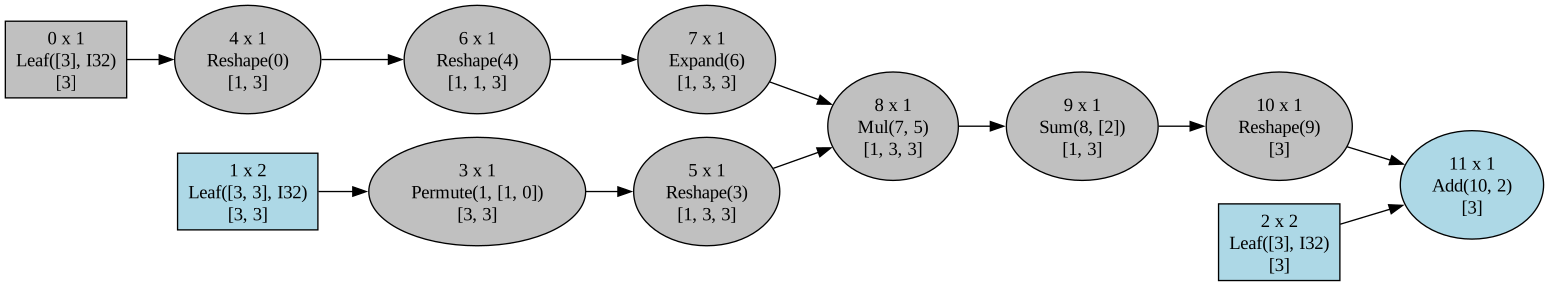 0 x 1
Leaf([3], I32)
[3]
4 x 1
Reshape(0)
[1, 3]
6 x 1
Reshape(4)
[1, 1, 3]
7 x 1
Expand(6)
[1, 3, 3]
1 x 2
Leaf([3, 3], I32)
[3, 3]
3 x 1
Permute(1, [1, 0])
[3, 3]
5 x 1
Reshape(3)
[1, 3, 3]
8 x 1
Mul(7, 5)
[1, 3, 3]
9 x 1
Sum(8, [2])
[1, 3]
10 x 1
Reshape(9)
[3]
2 x 2
Leaf([3], I32)
[3]
11 x 1
Add(10, 2)
[3]